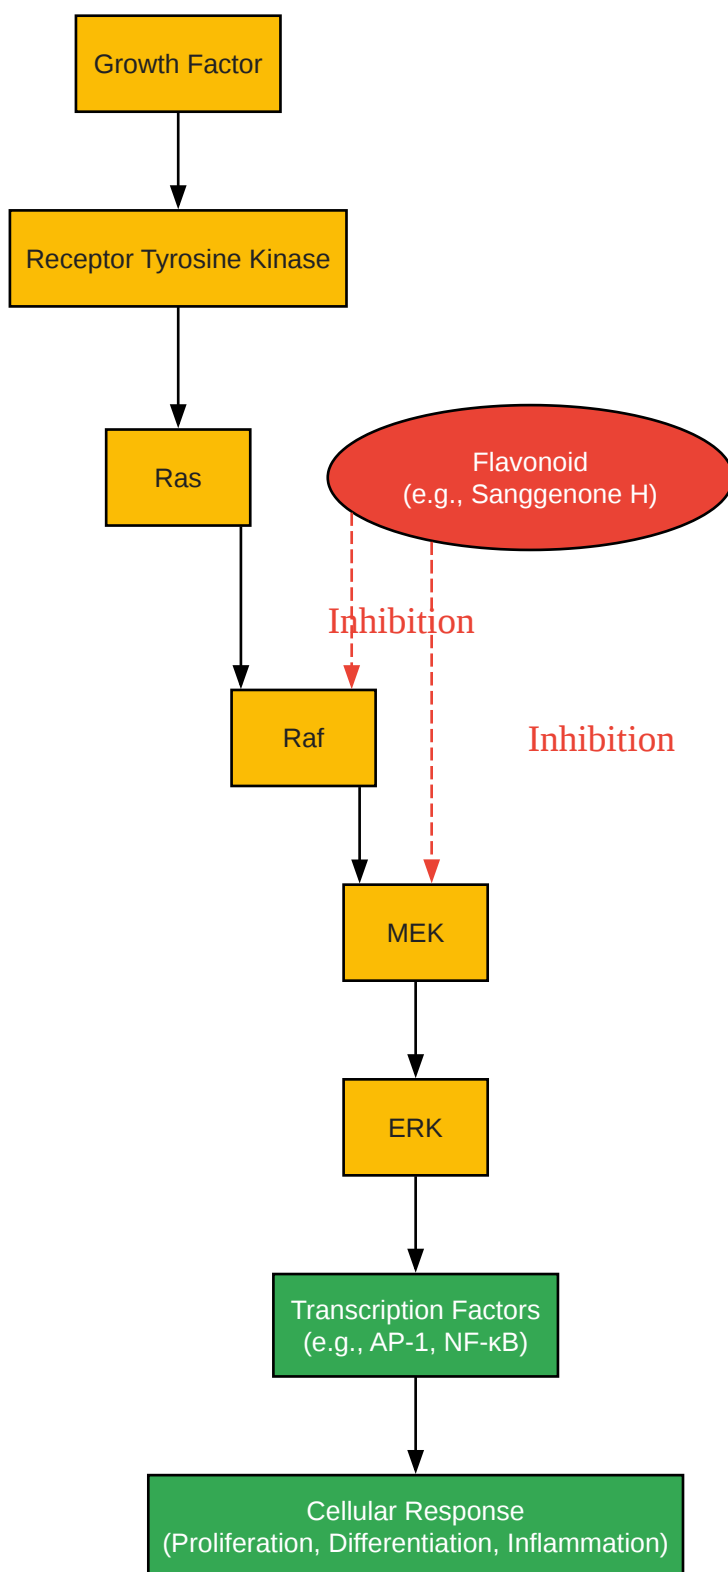 Growth Factor
Receptor Tyrosine Kinase
Ras
Flavonoid
(e.g., Sanggenone H)
Inhibition
Raf
Inhibition
MEK
ERK
Transcription Factors
(e.g., AP-1, NF-κB)
Cellular Response
(Proliferation, Differentiation, Inflammation)